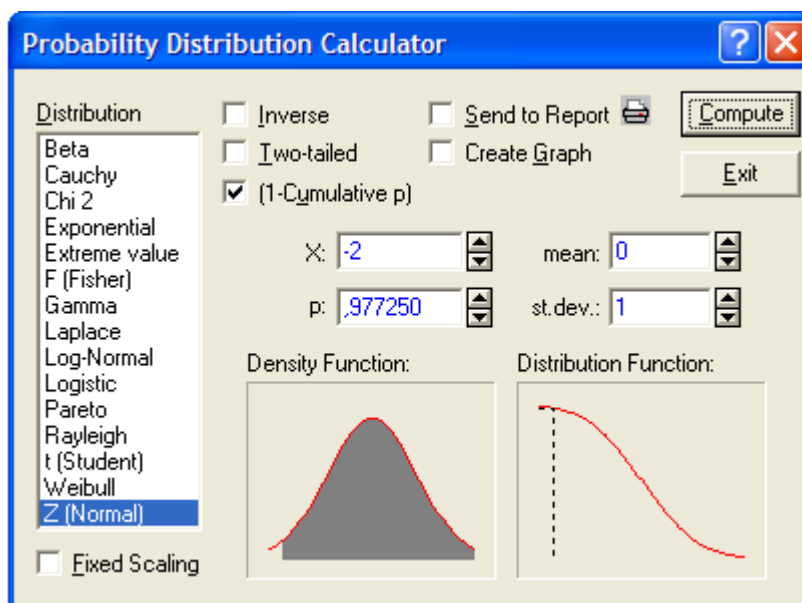 Probability Distribution Calculator
Distribution
Beta
Cauchy
Chi 2
Exponential
Extreme value
F (Fisher)
Gamma
Laplace
Log-Normal
Logistic
Pareto
Rayleigh
t (Student)
Weibull
Z (Normal)
Fixed Scaling
Inverse
Two-tailed
(1-Cumulative p)
Send to Report
Create Graph
Compute
Exit
X: -2
mean: 0
p: ,977250
st.dev.: 1
Density Function:
Distribution Function: